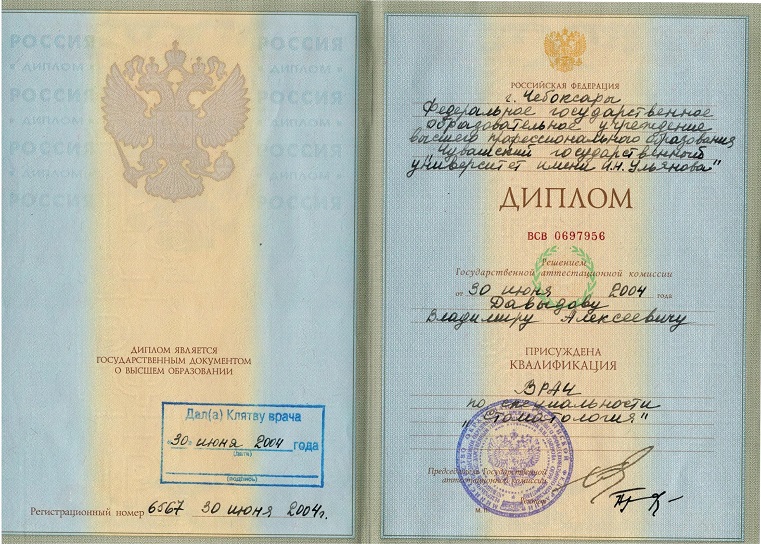 РОССИЯ
РОССИЯ
ДИПЛОМ
ДИПЛОМ
РОССИЯ
РОССИЯ
РОССИЯ
РОССИЯ
ДИПЛОМ ЯВЛЯЕТСЯ
ГОСУДАРСТВЕННЫМ ДОКУМЕНТОМ
О ВЫСШЕМ ОБРАЗОВАНИИ
Дал(а) Клятву врача
"30" июня 2004 года
(дата)
(подпись)
Регистрационный номер 6567 30 июня 2004г.
РОССИЙСКАЯ ФЕДЕРАЦИЯ
г. Чебоксары
Федеральное государственное
образовательное учреждение
высшего профессионального образования
"Чувашский государственный
университет имени И.Н. Ульянова"
ДИПЛОМ
ВСВ 0697956
Решением
Государственной аттестационной комиссии
от 30 июня 2004 года
Давыдову
Владимиру Алексеевичу
ПРИСУЖДЕНА
КВАЛИФИКАЦИЯ
Врач
по специальности
"Стоматология"
Председатель Государственной
аттестационной комиссии